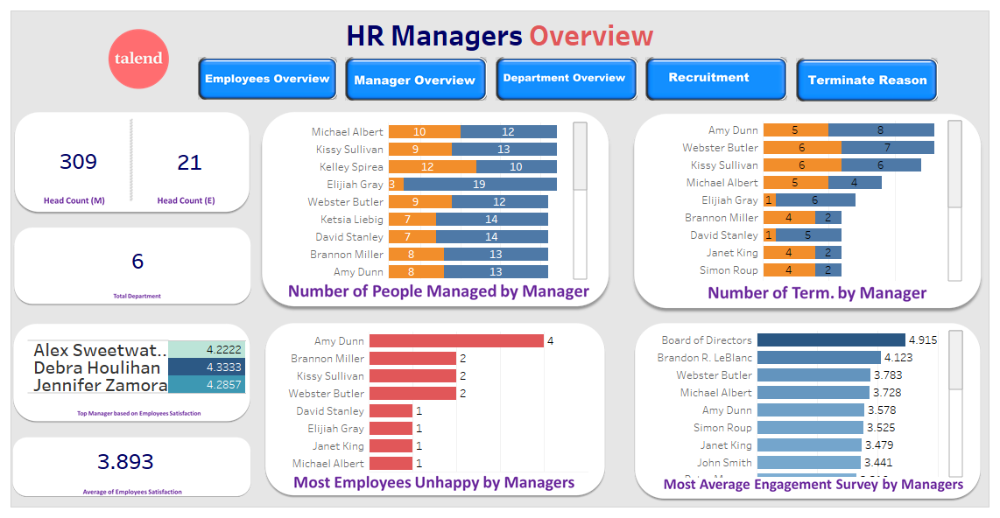 HR Managers Overview
talend
Employees Overview
Manager Overview
Department Overview
Recruitment
Terminate Reason
309
21
Head Count (M)
Head Count (E)
6
Total Department
Alex Sweetwat.. 4.2222
Debra Houlihan 4.3333
Jennifer Zamora 4.2857
Top Manager based on Employees Satisfaction
3.893
Average of Employees Satisfaction
Michael Albert 10 12
Kissy Sullivan 9 13
Kelley Spirea 12 10
Elijiah Gray 3 19
Webster Butler 9 12
Ketsia Liebig 7 14
David Stanley 7 14
Brannon Miller 8 13
Amy Dunn 8 13
Number of People Managed by Manager
Amy Dunn 5 8
Webster Butler 6 7
Kissy Sullivan 6 6
Michael Albert 5 4
Elijiah Gray 1 6
Brannon Miller 4 2
David Stanley 1 5
Janet King 4 2
Simon Roup 4 2
Number of Term. by Manager
Amy Dunn 4
Brannon Miller 2
Kissy Sullivan 2
Webster Butler 2
David Stanley 1
Elijiah Gray 1
Janet King 1
Michael Albert 1
Most Employees Unhappy by Managers
Board of Directors 4.915
Brandon R. LeBlanc 4.123
Webster Butler 3.783
Michael Albert 3.728
Amy Dunn 3.578
Simon Roup 3.525
Janet King 3.479
John Smith 3.441
Most Average Engagement Survey by Managers